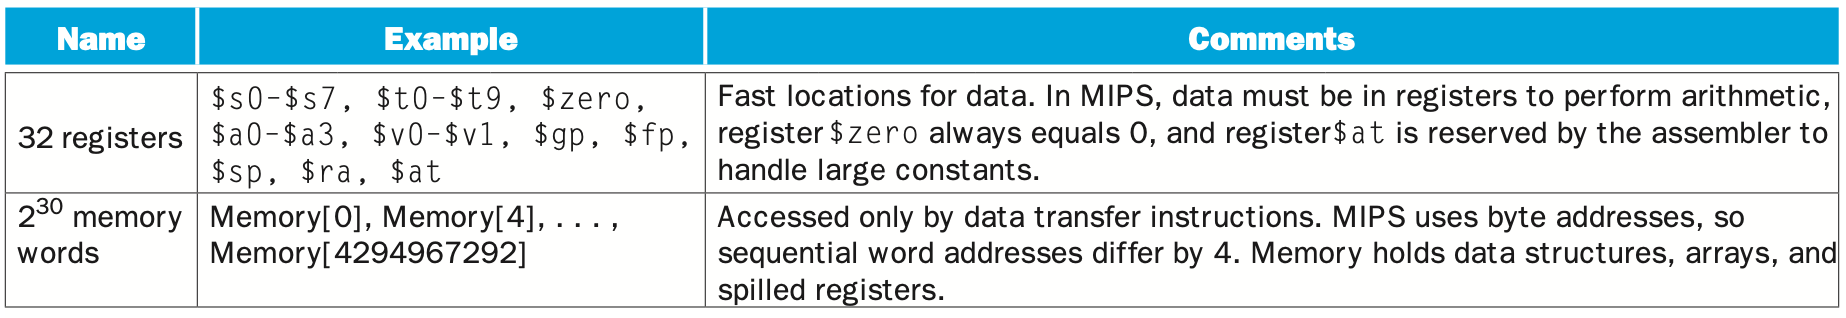 Name Example Comments
32 registers
$s0–$s7, $t0–$t9, $zero,
$a0–$a3, $v0–$v1, $gp, $fp,
$sp, $ra, $at
Fast locations for data. In MIPS, data must be in registers to perform arithmetic,
register $zero always equals 0, and register$at is reserved by the assembler to
handle large constants.
2³⁰ memory
words
Memory[0], Memory[4], . . . ,
Memory[4294967292]
Accessed only by data transfer instructions. MIPS uses byte addresses, so
sequential word addresses differ by 4. Memory holds data structures, arrays, and
spilled registers.